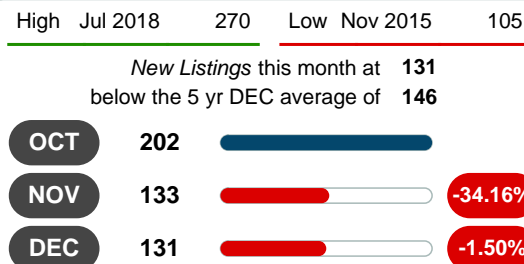 High Jul 2018 270 Low Nov 2015 105
New Listings this month at 131
below the 5 yr DEC average of 146
OCT 202
NOV 133 -34.16%
DEC 131 -1.50%